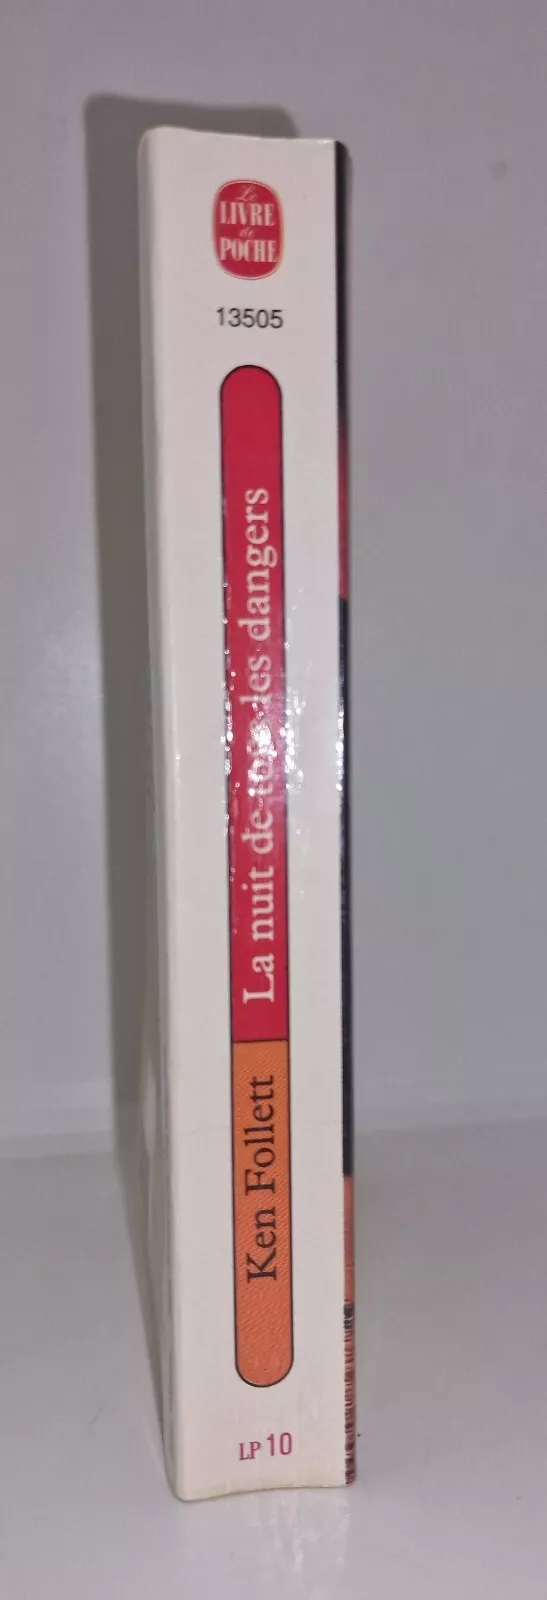 Le
LIVRE
de
POCHE
13505
Ken Follett
La nuit de tous les dangers
LP 10